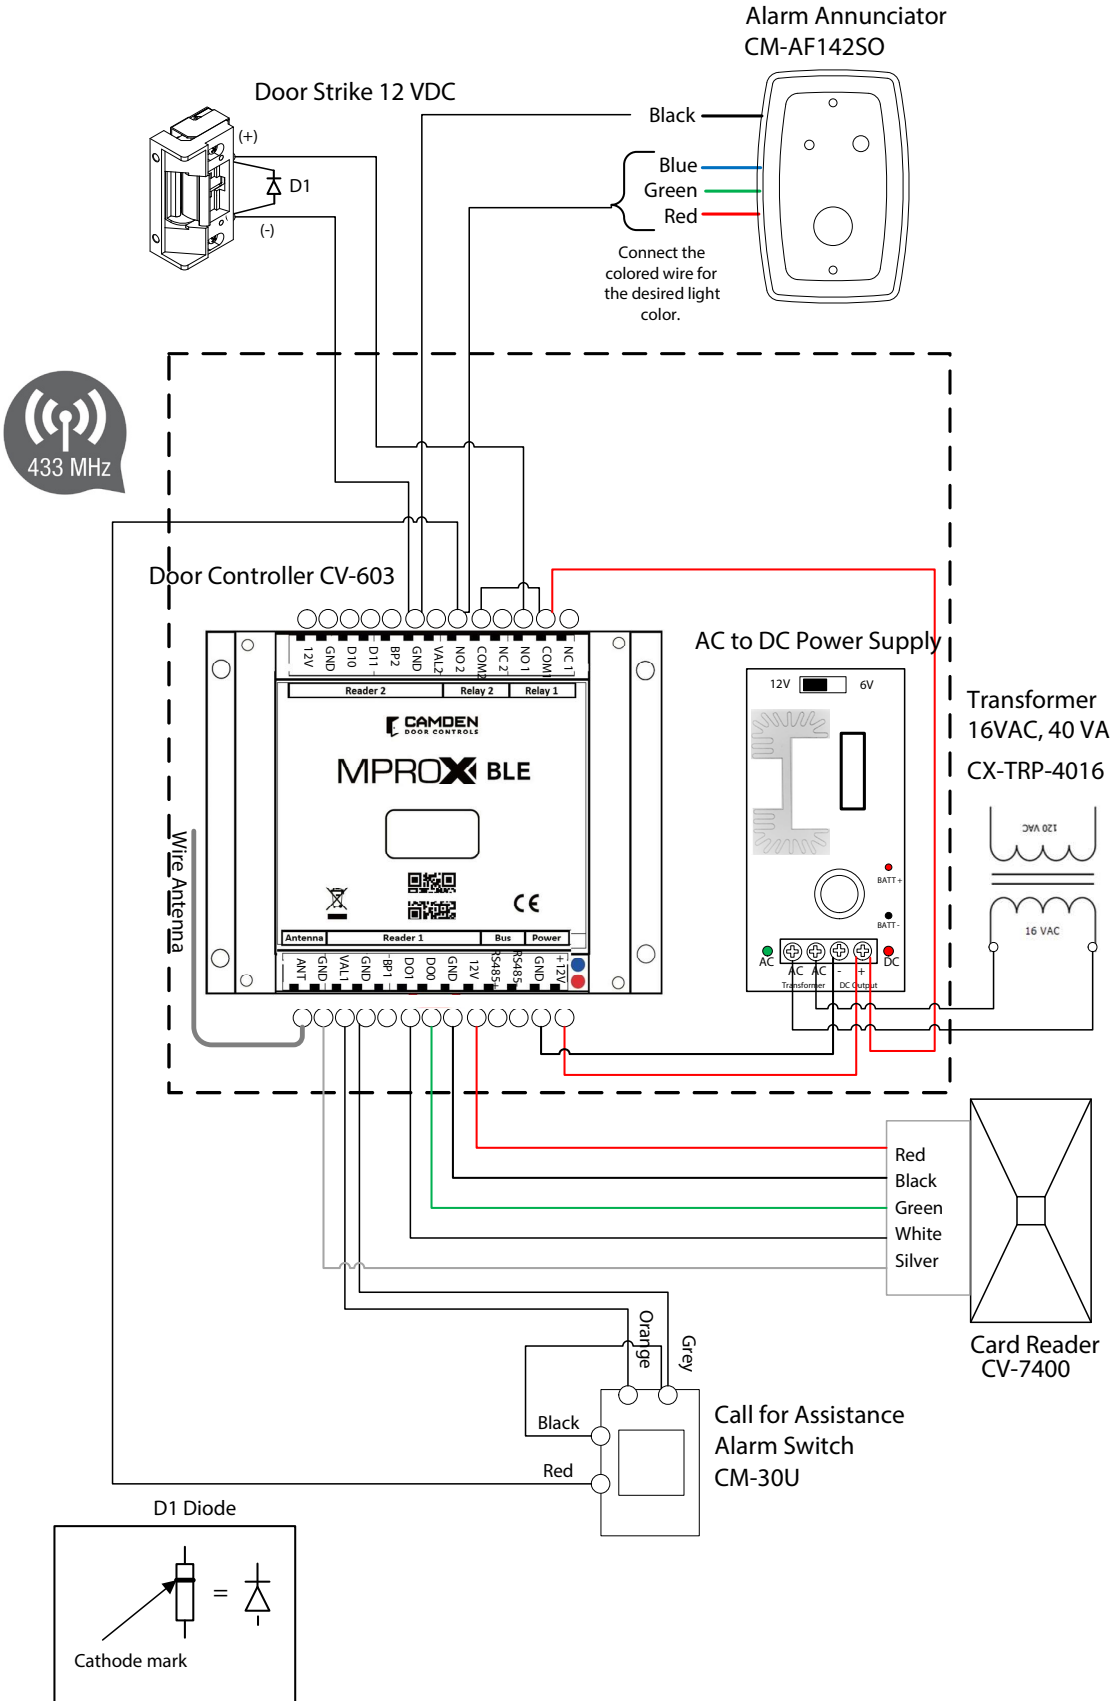 Alarm Annunciator
CM-AF142SO
Door Strike 12 VDC
Black
(+)
Blue
D1
Green
Red
(-)
Connect the
colored wire for
the desired light
color.
433 MHz
Door Controller CV-603
12V
GND
D10
D11
BP2
GND
VAL2
NO 2
COM2
NC 2
NO 1
COM1
NC 1
Reader 2
Relay 2
Relay 1
AC to DC Power Supply
12V
6V
Transformer
16VAC, 40 VA
CX-TRP-4016
CAMDEN
DOOR CONTROLS
MPROX BLE
120 VAC
16 VAC
Wire Antenna
BATT +
BATT -
CE
Antenna
Reader 1
Bus
Power
ANT
GND
VAL1
GND
BP1
DO1
DO0
GND
12V
RS485+
RS485-
GND
+12V
AC
AC
AC
-
+
DC
Transformer
DC Output
Red
Black
Green
White
Silver
Card Reader
CV-7400
Orange
Grey
Black
Red
Call for Assistance
Alarm Switch
CM-30U
D1 Diode
=
Cathode mark